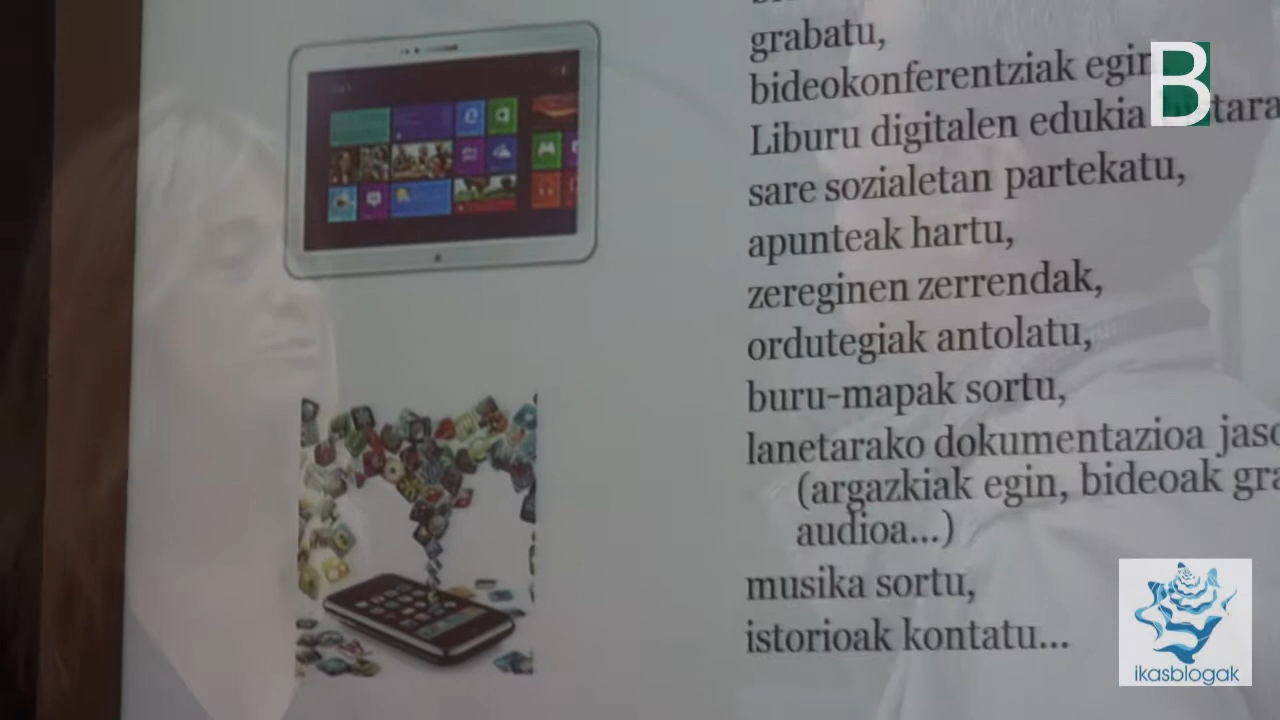 grabatu,
bideokonferentziak egin
B
Liburu digitalen edukia
sare sozialetan partekatu,
apunteak hartu,
zereginen zerrendak,
ordutegiak antolatu,
buru-mapak sortu,
lanetarako dokumentazioa
(argazkiak egin, bideoak
audioa...)
musika sortu,
istorioak kontatu...
ikasblogak